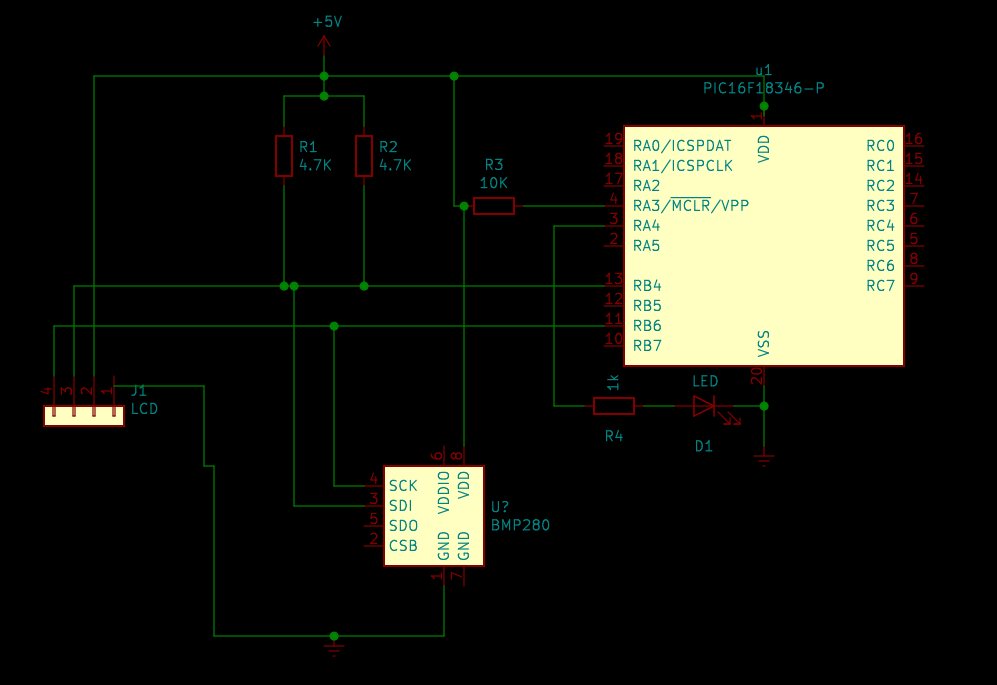 +5V
u1
PIC16F18346-P
1
VDD
19 RA0/ICSPDAT
18 RA1/ICSPCLK
17 RA2
4 RA3/MCLR/VPP
3 RA4
2 RA5
13 RB4
12 RB5
11 RB6
10 RB7
RC0 16
RC1 15
RC2 14
RC3 7
RC4 6
RC5 5
RC6 8
RC7 9
VSS
20
R1
4.7K
R2
4.7K
R3
10K
1k
R4
LED
D1
4 3 2 1
J1
LCD
6 8
4 SCK
3 SDI
5 SDO
2 CSB
VDDIO
VDD
GND
GND
1 7
U?
BMP280